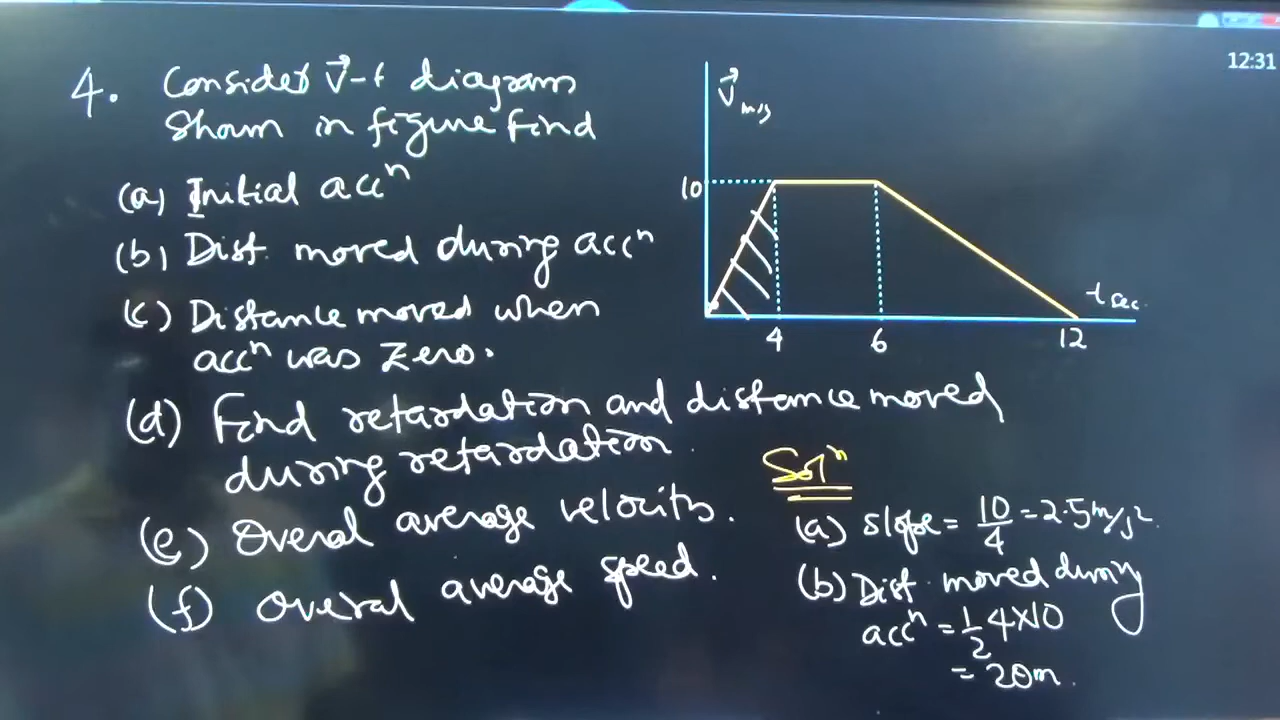 12:31
4. Consider V⃗-t diagram
Shown in figure Find
(a) Initial accⁿ
(b) Dist. moved during accⁿ
(c) Distance moved when
accⁿ was Zero.
(d) Find retardation and distance moved
during retardation.
(e) Overal average velocity.
(f) Overal average speed.
V⃗ m/s
10
t sec.
4 6 12
Solⁿ
(a) Slope = 10/4 = 2.5 m/s².
(b) Dist. moved during
accⁿ = 1/2 4×10
= 20m.